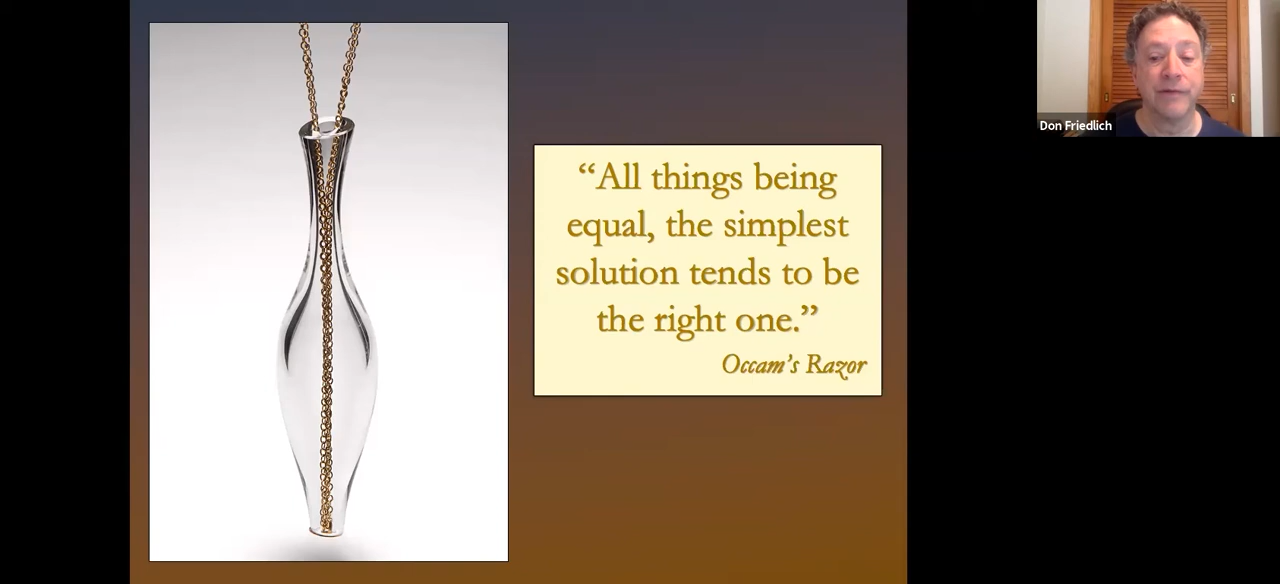 Don Friedlich
“All things being
equal, the simplest
solution tends to be
the right one.”
Occam’s Razor